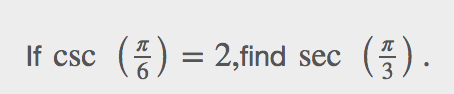 If csc (π/6) = 2,find sec (π/3) .